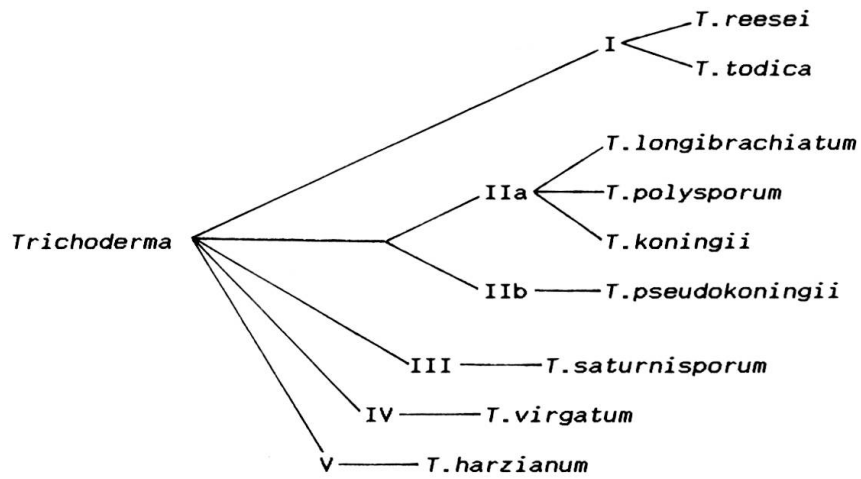 T.reesei
I
T.todica
T.longibrachiatum
IIa
T.polysporum
Trichoderma
T.koningii
IIb
T.pseudokoningii
III
T.saturnisporum
IV
T.virgatum
V
T.harzianum